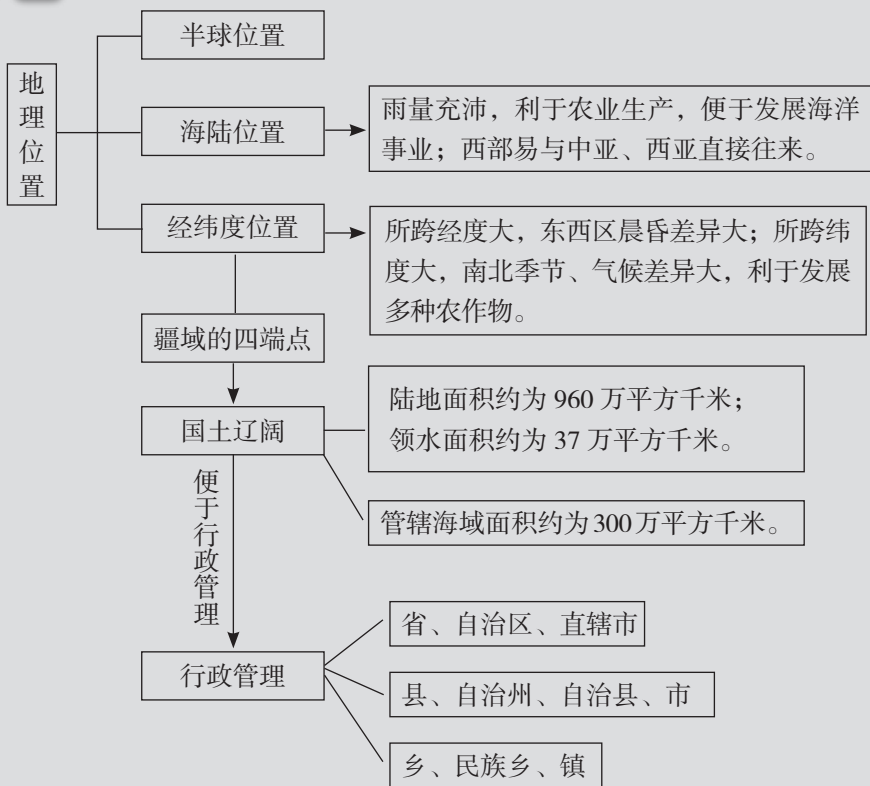 地理位置
半球位置
海陆位置
雨量充沛，利于农业生产，便于发展海洋
事业；西部易与中亚、西亚直接往来。
经纬度位置
所跨经度大，东西区晨昏差异大；所跨纬
度大，南北季节、气候差异大，利于发展
多种农作物。
疆域的四端点
国土辽阔
陆地面积约为 960 万平方千米；
领水面积约为 37 万平方千米。
管辖海域面积约为300万平方千米。
便于行政管理
行政管理
省、自治区、直辖市
县、自治州、自治县、市
乡、民族乡、镇